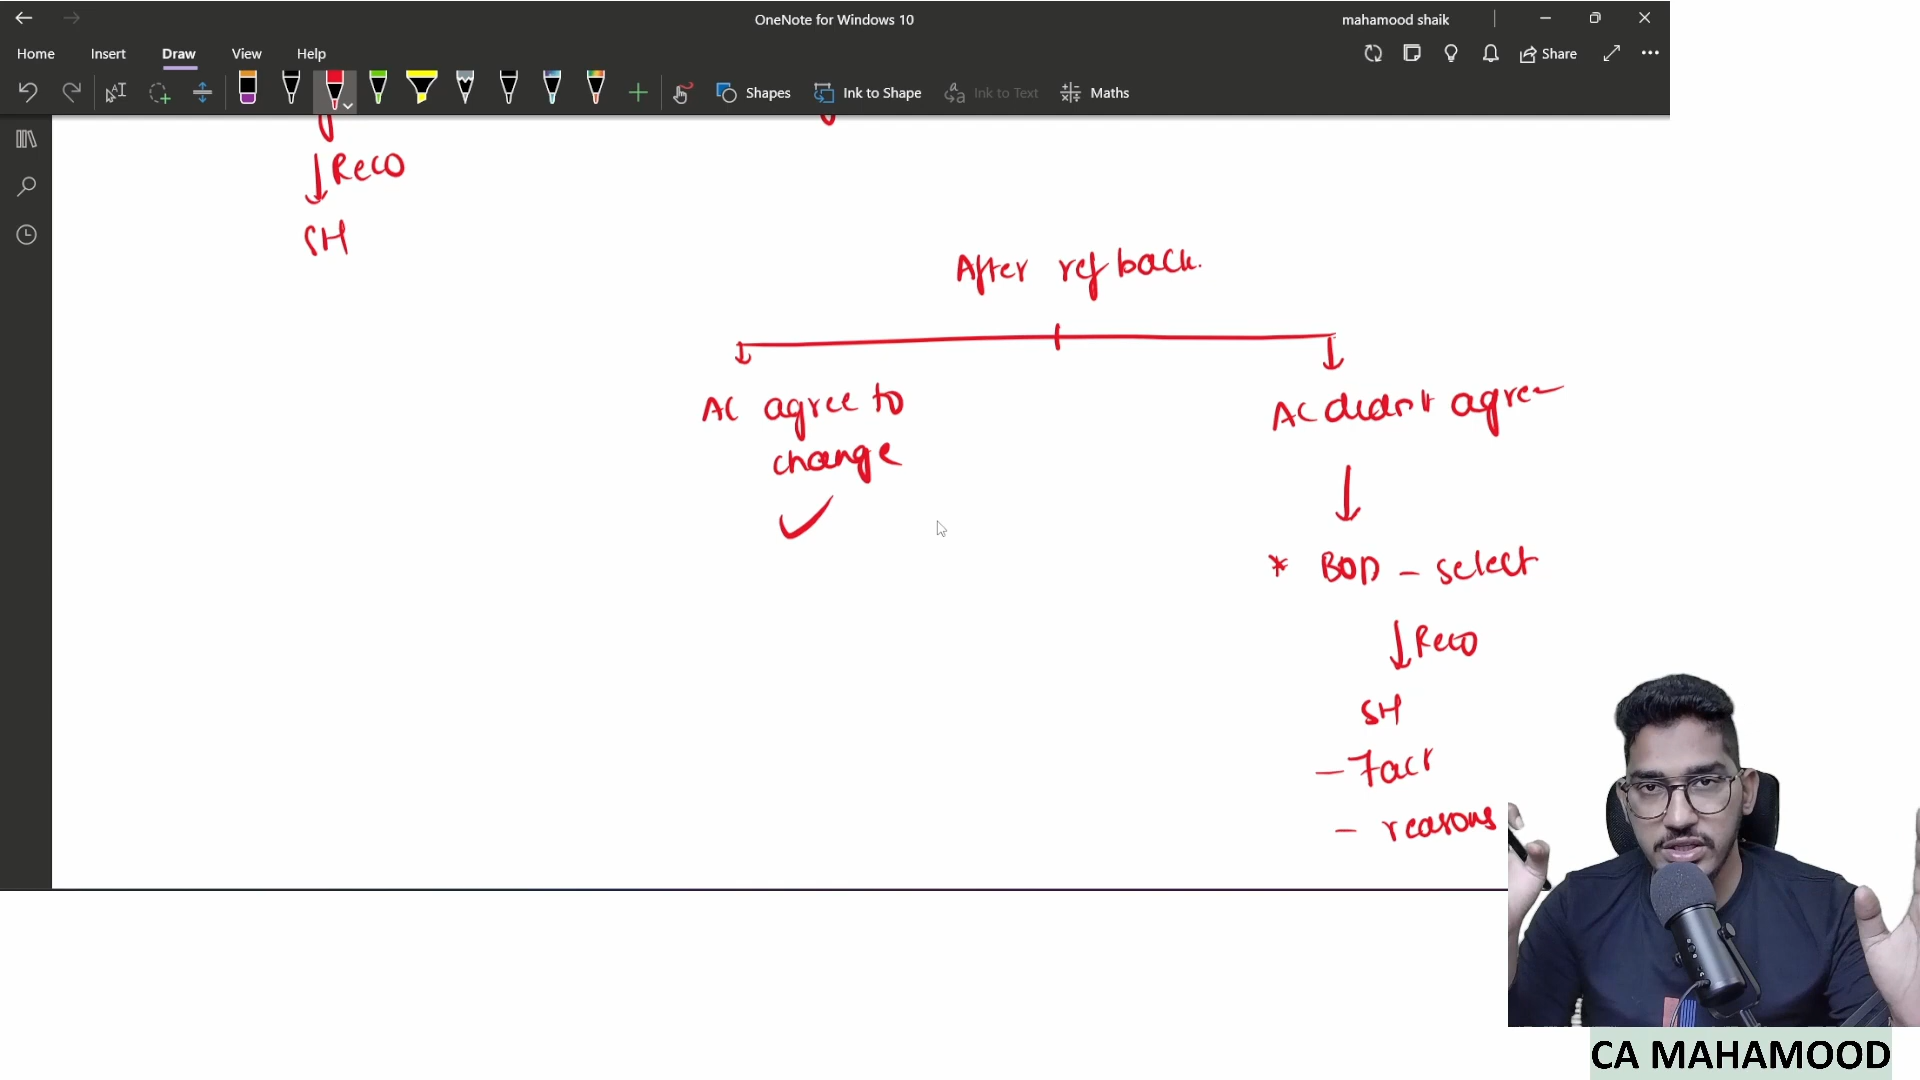 OneNote for Windows 10
mahamood shaik
Home Insert Draw View Help
Share
Shapes Ink to Shape Ink to Text Maths
Reco
SH
After ref back.
AC agree to
change
AC didn't agree
* BOD - select
Reco
SH
- Fact
- reasons
CA MAHAMOOD